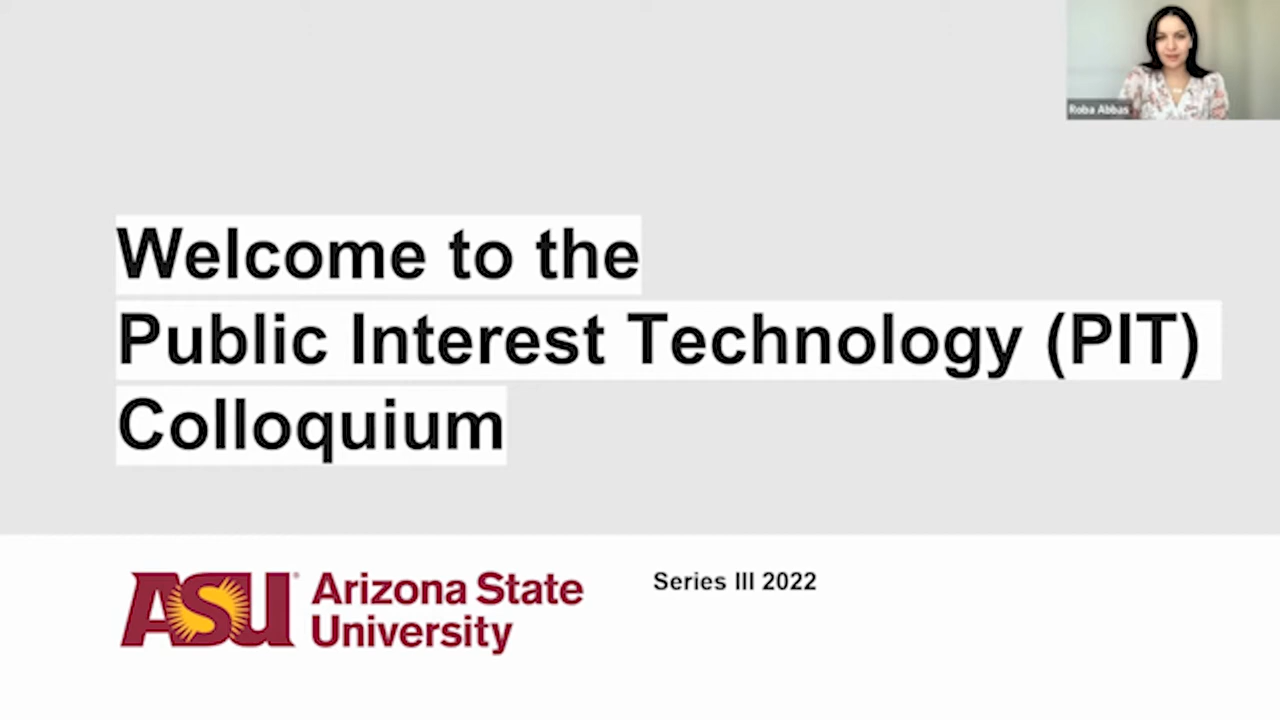 Roba Abbas
Welcome to the
Public Interest Technology (PIT)
Colloquium
ASU
Arizona State
University
Series III 2022